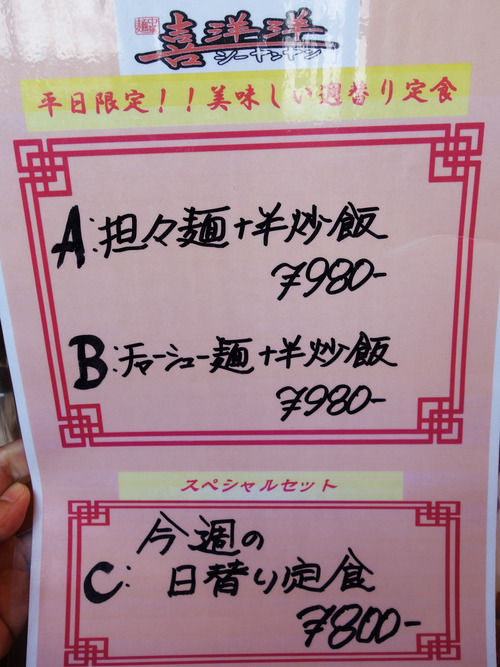 中華麺
喜洋洋
シーヤンヤン
平日限定！！美味しい週替り定食
A:担々麺+半炒飯
¥980-
B:チャーシュー麺+半炒飯
¥980-
スペシャルセット
今週の
C:日替り定食
¥800-